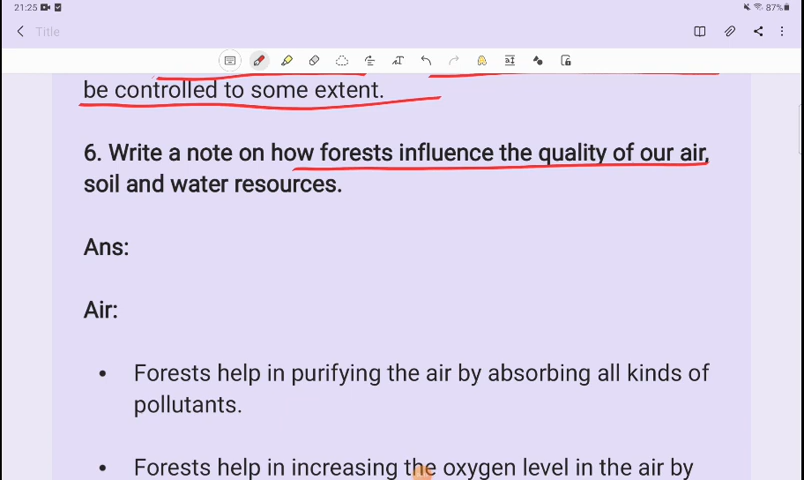 21:25
87%
Title
be controlled to some extent.
6. Write a note on how forests influence the quality of our air,
soil and water resources.
Ans:
Air:
• Forests help in purifying the air by absorbing all kinds of
pollutants.
• Forests help in increasing the oxygen level in the air by